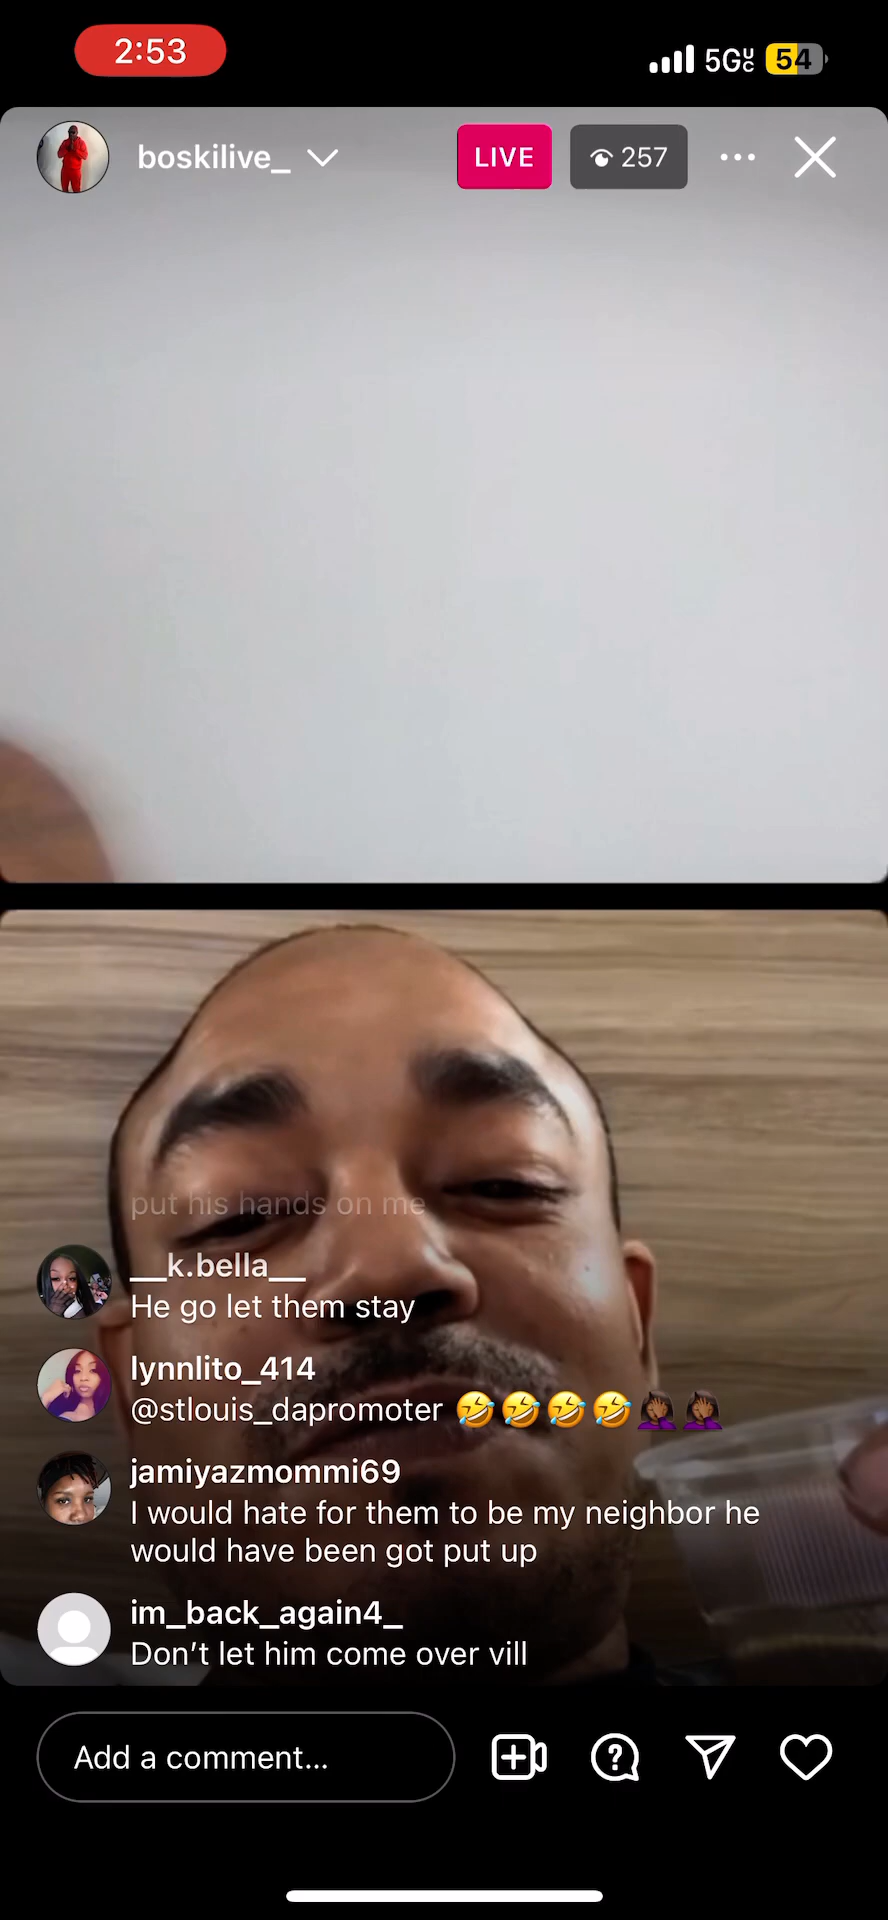 2:53
5GUC 54
boskilive_
LIVE
257
put his hands on me
__k.bella__
He go let them stay
lynnlito_414
@stlouis_dapromoter 🤣🤣🤣🤣🤦🏾‍♀️🤦🏾‍♀️
jamiyazmommi69
I would hate for them to be my neighbor he
would have been got put up
im_back_again4_
Don’t let him come over vill
Add a comment...